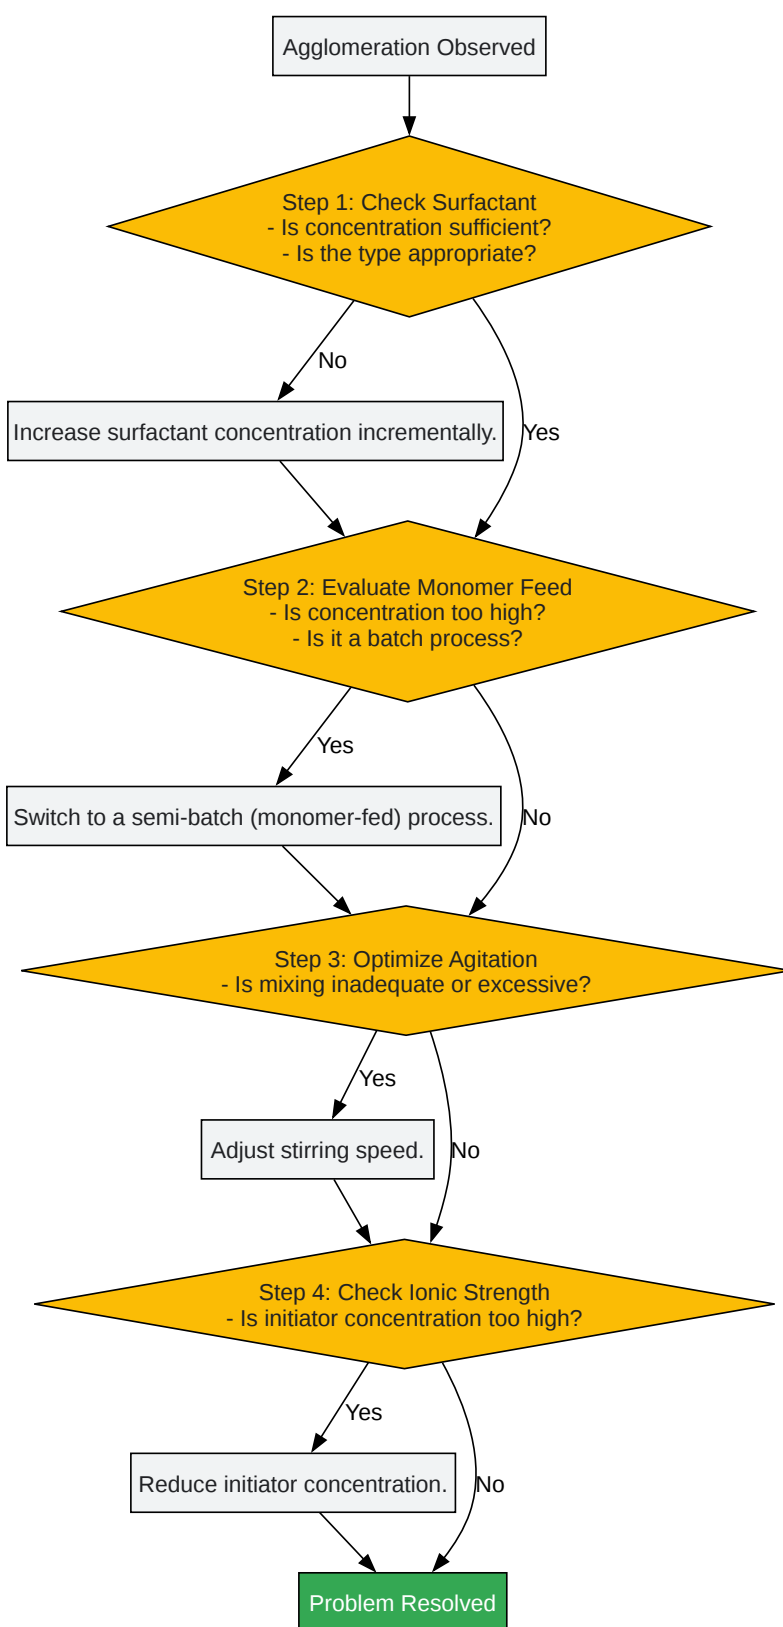 Agglomeration Observed
Step 1: Check Surfactant
- Is concentration sufficient?
- Is the type appropriate?
No
Increase surfactant concentration incrementally.
Yes
Step 2: Evaluate Monomer Feed
- Is concentration too high?
- Is it a batch process?
Yes
Switch to a semi-batch (monomer-fed) process.
No
Step 3: Optimize Agitation
- Is mixing inadequate or excessive?
Yes
Adjust stirring speed.
No
Step 4: Check Ionic Strength
- Is initiator concentration too high?
Yes
Reduce initiator concentration.
No
Problem Resolved